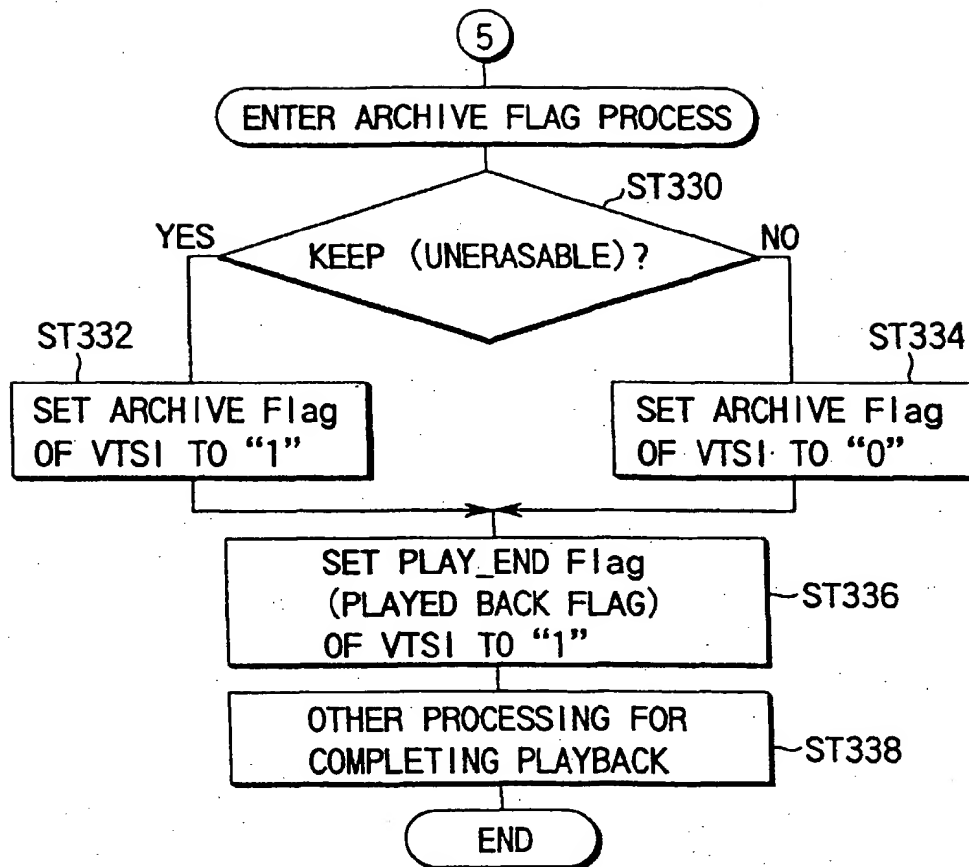 5
ENTER ARCHIVE FLAG PROCESS
ST330
YES
KEEP (UNERASABLE)?
NO
ST332
ST334
SET ARCHIVE Flag
OF VTSI TO “1”
SET ARCHIVE Flag
OF VTSI TO “0”
SET PLAY_END Flag
(PLAYED BACK FLAG)
OF VTSI TO “1”
ST336
OTHER PROCESSING FOR
COMPLETING PLAYBACK
ST338
END